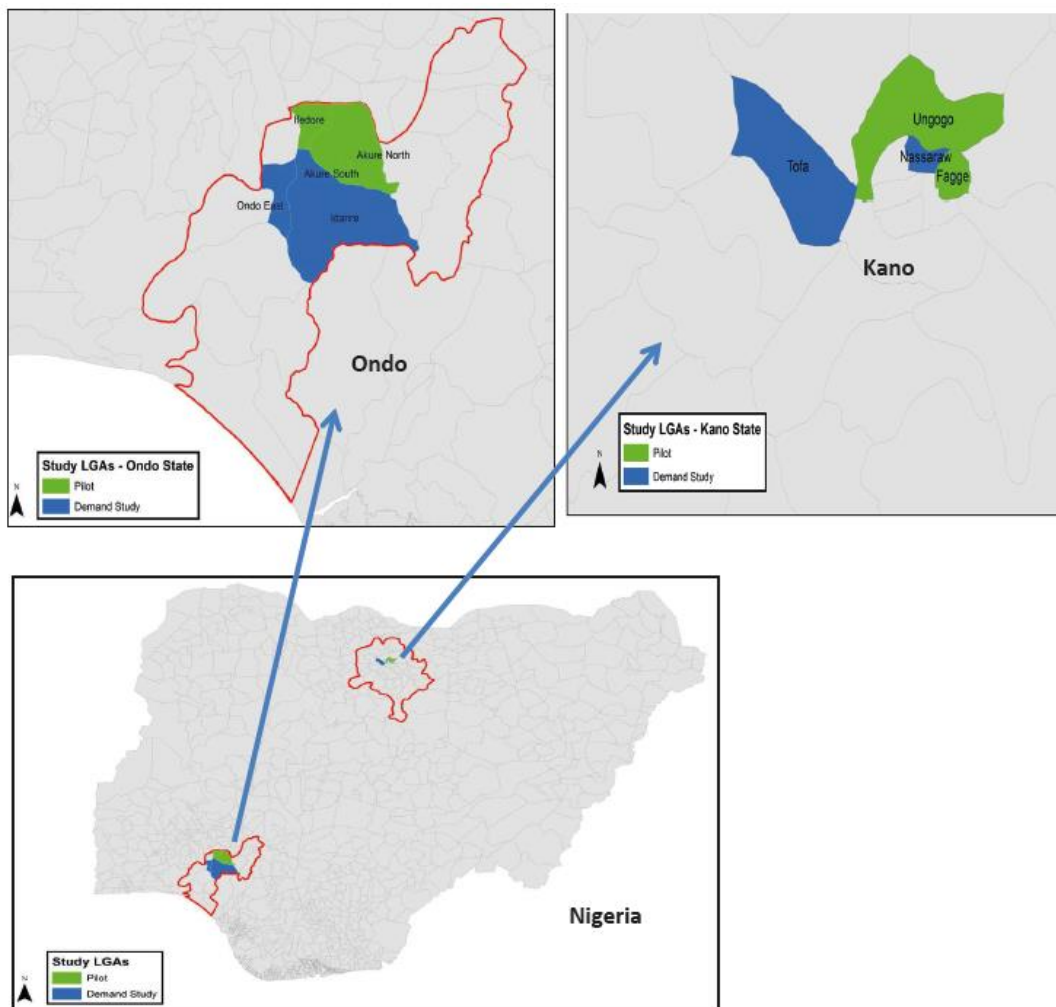 Ifedore
Akure North
Akure South
Ondo East
Idanre
Ondo
Study LGAs - Ondo State
N
Pilot
Demand Study
Ungogo
Nassaraw
Fagge
Tofa
Kano
Study LGAs - Kano State
N
Pilot
Demand Study
Nigeria
Study LGAs
N
Pilot
Demand Study